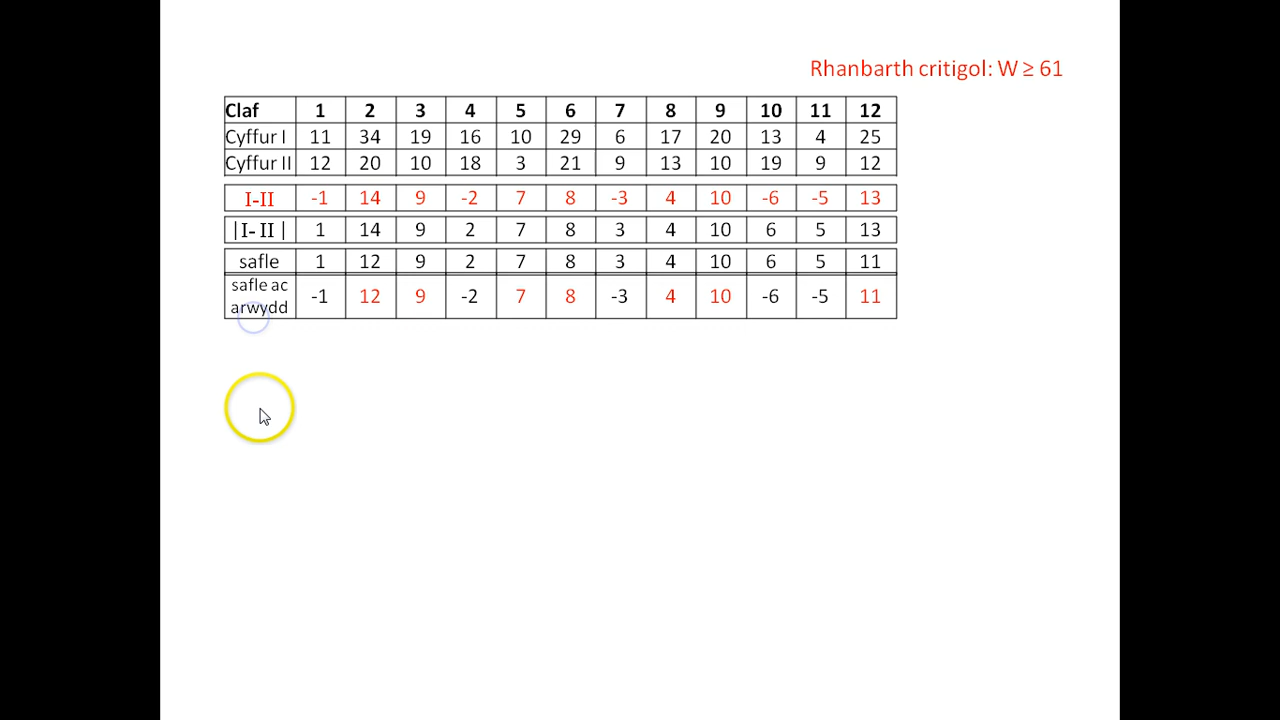 Rhanbarth critigol: W ≥ 61
Claf 1 2 3 4 5 6 7 8 9 10 11 12
Cyffur I 11 34 19 16 10 29 6 17 20 13 4 25
Cyffur II 12 20 10 18 3 21 9 13 10 19 9 12
I-II -1 14 9 -2 7 8 -3 4 10 -6 -5 13
|I- II | 1 14 9 2 7 8 3 4 10 6 5 13
safle 1 12 9 2 7 8 3 4 10 6 5 11
safle ac
arwydd -1 12 9 -2 7 8 -3 4 10 -6 -5 11